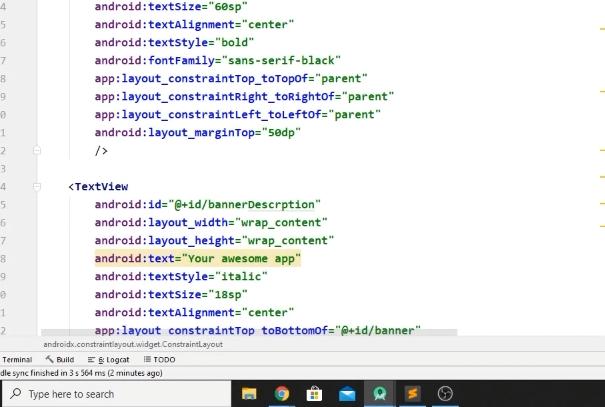 4 android:textSize="60sp"
5 android:textAlignment="center"
6 android:textStyle="bold"
7 android:fontFamily="sans-serif-black"
8 app:layout_constraintTop_toTopOf="parent"
9 app:layout_constraintRight_toRightOf="parent"
0 app:layout_constraintLeft_toLeftOf="parent"
1 android:layout_marginTop="50dp"
2 />
3
4 <TextView
5 android:id="@+id/bannerDescrption"
6 android:layout_width="wrap_content"
7 android:layout_height="wrap_content"
8 android:text="Your awesome app"
9 android:textStyle="italic"
0 android:textSize="18sp"
1 android:textAlignment="center"
2 app:layout_constraintTop_toBottomOf="@+id/banner"
androidx.constraintlayout.widget.ConstraintLayout
Terminal Build 6: Logcat TODO
dle sync finished in 3 s 564 ms (2 minutes ago)
Type here to search